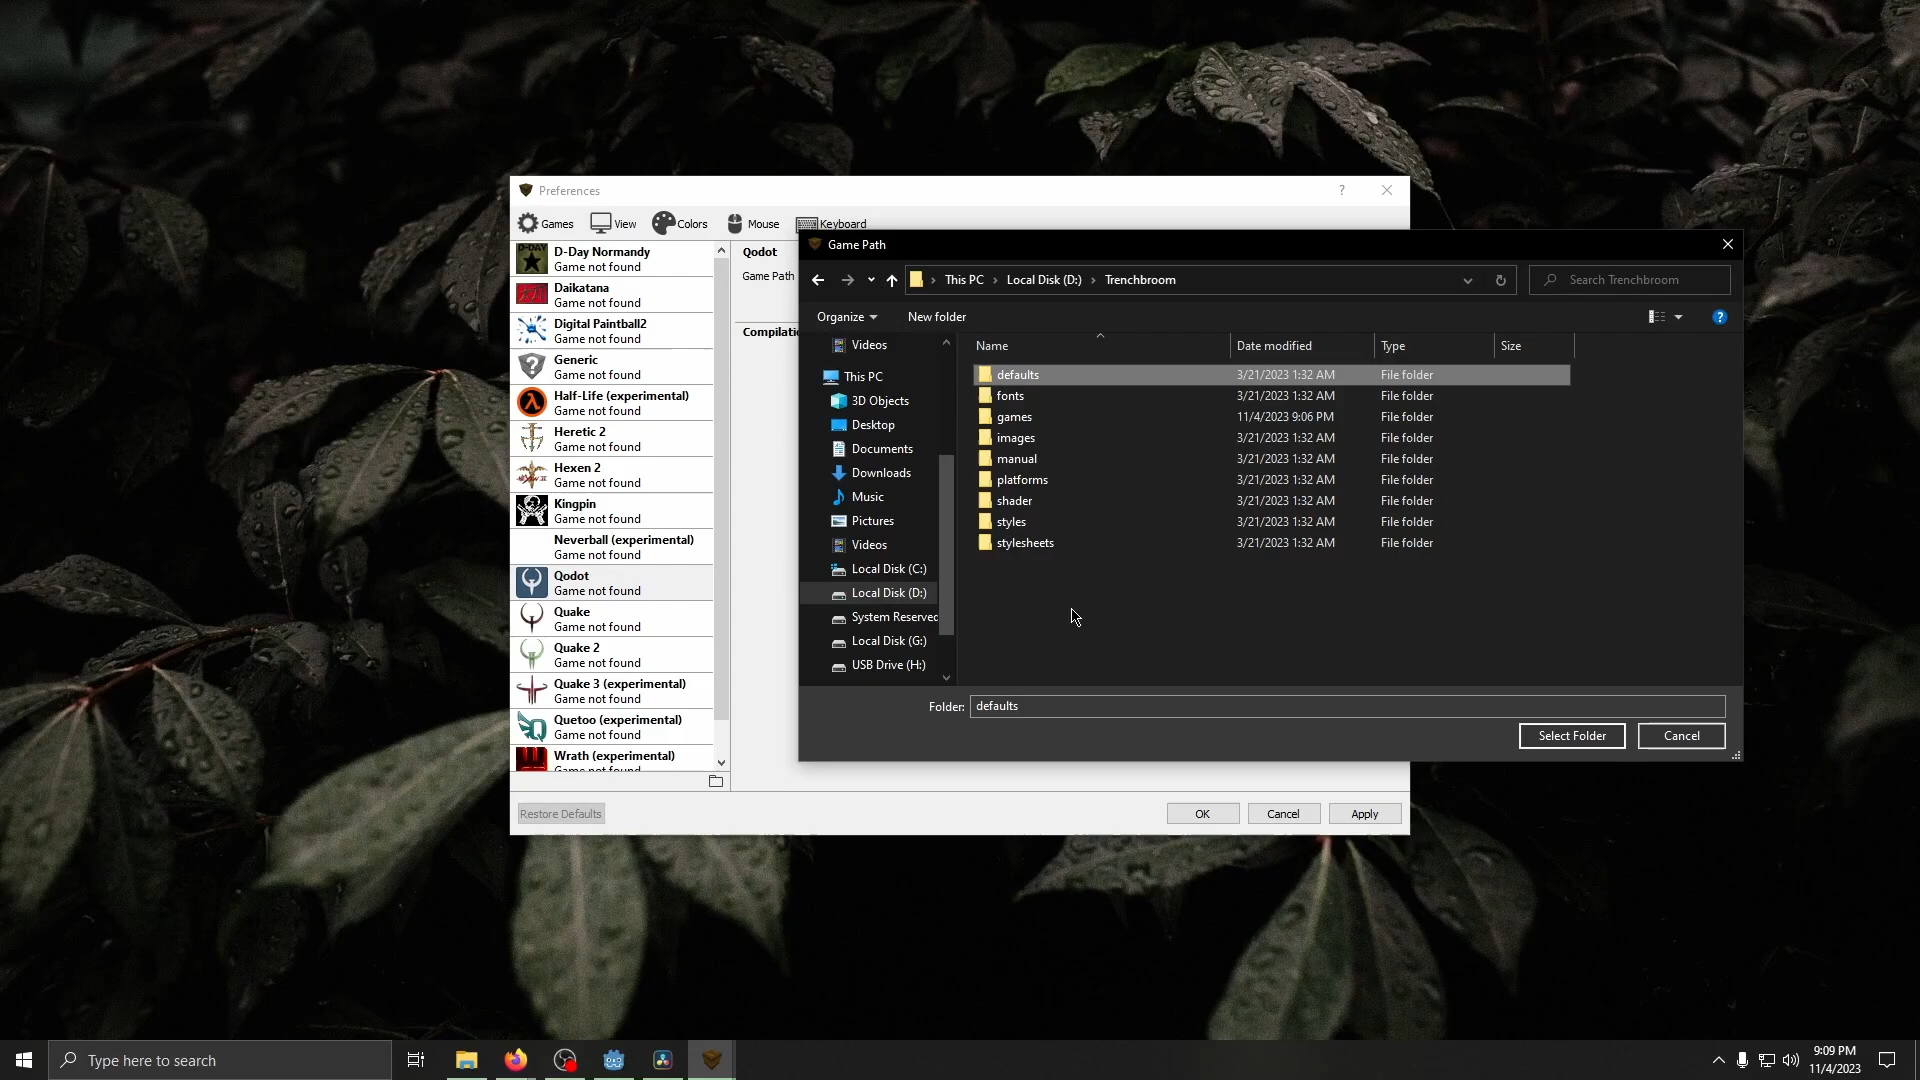 Preferences
?
Games View Colors Mouse Keyboard
D-DAY
D-Day Normandy
Game not found
Daikatana
Game not found
Digital Paintball2
Game not found
Generic
Game not found
Half-Life (experimental)
Game not found
Heretic 2
Game not found
Hexen 2
Game not found
Kingpin
Game not found
Neverball (experimental)
Game not found
Qodot
Game not found
Quake
Game not found
Quake 2
Game not found
Quake 3 (experimental)
Game not found
Quetoo (experimental)
Game not found
Wrath (experimental)
Game not found
Qodot
Game Path
Compilatio
Restore Defaults
OK Cancel Apply
Game Path
This PC Local Disk (D:) Trenchbroom
Search Trenchbroom
Organize New folder
?
Videos
This PC
3D Objects
Desktop
Documents
Downloads
Music
Pictures
Videos
Local Disk (C:)
Local Disk (D:)
System Reserved
Local Disk (G:)
USB Drive (H:)
Name Date modified Type Size
defaults 3/21/2023 1:32 AM File folder
fonts 3/21/2023 1:32 AM File folder
games 11/4/2023 9:06 PM File folder
images 3/21/2023 1:32 AM File folder
manual 3/21/2023 1:32 AM File folder
platforms 3/21/2023 1:32 AM File folder
shader 3/21/2023 1:32 AM File folder
styles 3/21/2023 1:32 AM File folder
stylesheets 3/21/2023 1:32 AM File folder
Folder: defaults
Select Folder Cancel
Type here to search
9:09 PM
11/4/2023